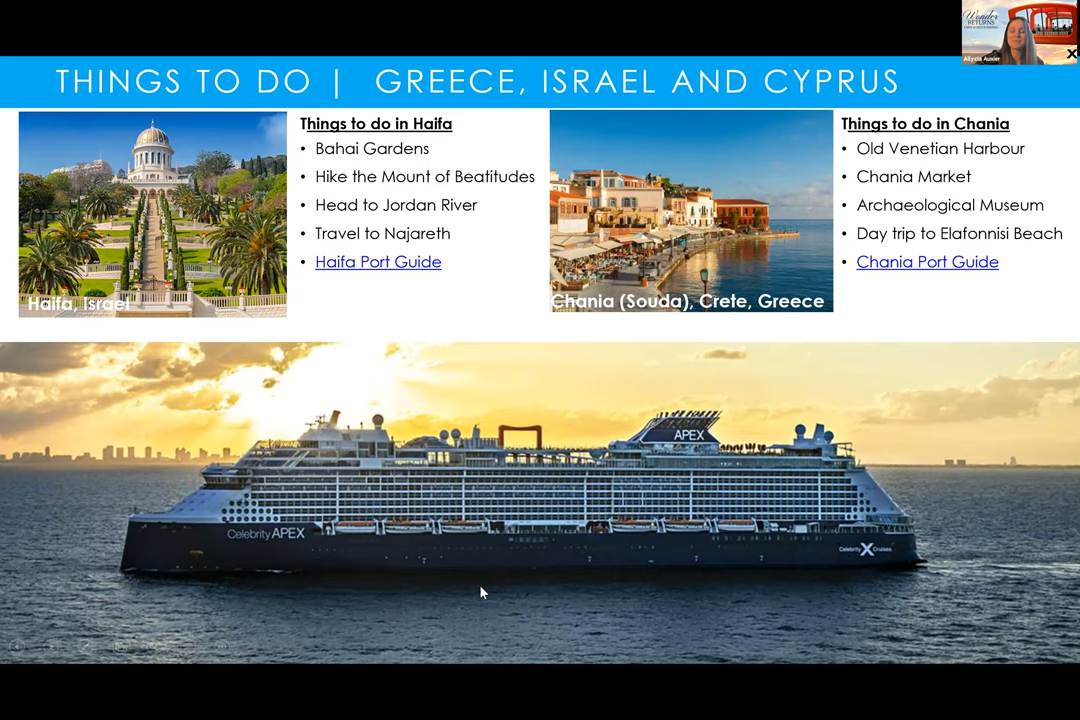 Wonder
RETURNS
Allycia Auxier
THINGS TO DO | GREECE, ISRAEL AND CYPRUS
Things to do in Haifa
• Bahai Gardens
• Hike the Mount of Beatitudes
• Head to Jordan River
• Travel to Najareth
• Haifa Port Guide
Haifa, Israel
Things to do in Chania
• Old Venetian Harbour
• Chania Market
• Archaeological Museum
• Day trip to Elafonnisi Beach
• Chania Port Guide
Chania (Souda), Crete, Greece
APEX
Celebrity APEX
Celebrity X Cruises